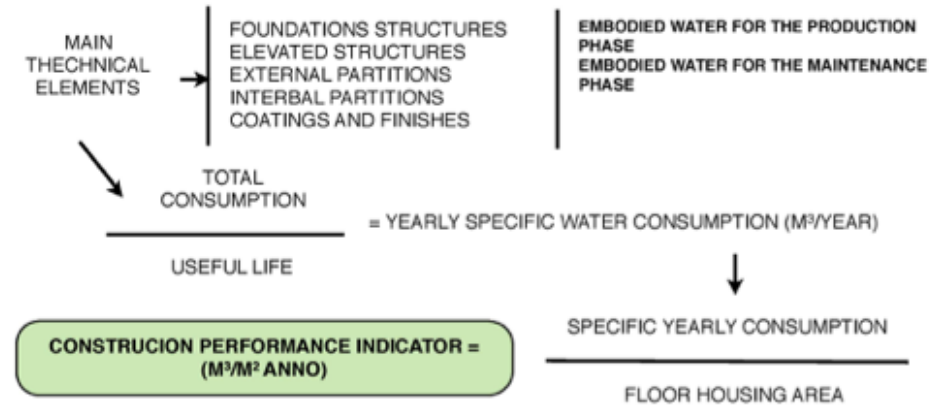 MAIN
THECHNICAL
ELEMENTS
FOUNDATIONS STRUCTURES
ELEVATED STRUCTURES
EXTERNAL PARTITIONS
INTERBAL PARTITIONS
COATINGS AND FINISHES
EMBODIED WATER FOR THE PRODUCTION
PHASE
EMBODIED WATER FOR THE MAINTENANCE
PHASE
TOTAL
CONSUMPTION
USEFUL LIFE
= YEARLY SPECIFIC WATER CONSUMPTION (M³/YEAR)
CONSTRUCION PERFORMANCE INDICATOR =
(M³/M² ANNO)
SPECIFIC YEARLY CONSUMPTION
FLOOR HOUSING AREA